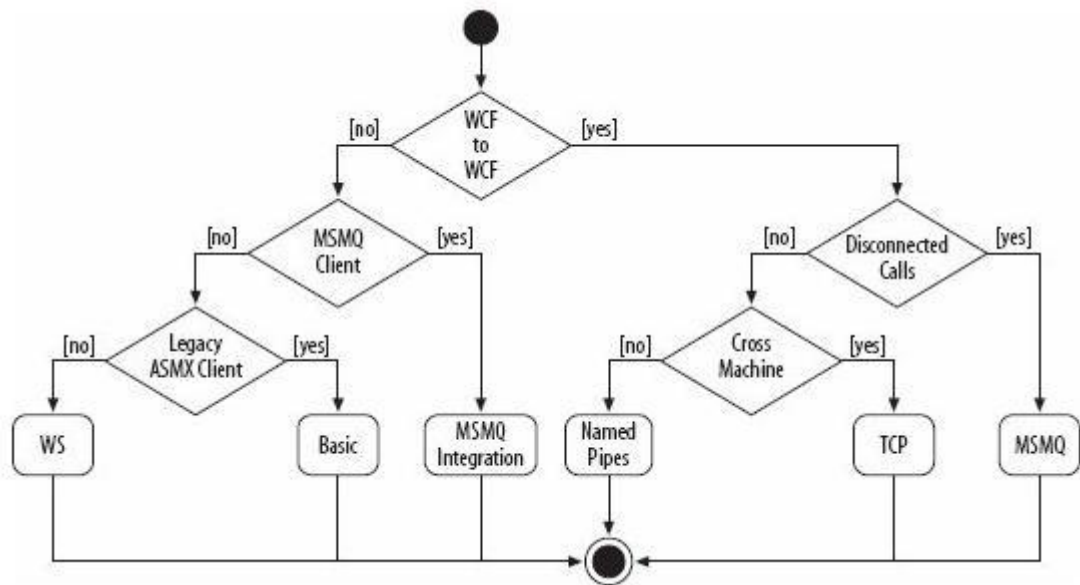 WCF
to
WCF
[no]
[yes]
MSMQ
Client
[no]
[yes]
Disconnected
Calls
[no]
[yes]
Legacy
ASMX Client
[no]
[yes]
Cross
Machine
[no]
[yes]
WS
Basic
MSMQ
Integration
Named
Pipes
TCP
MSMQ